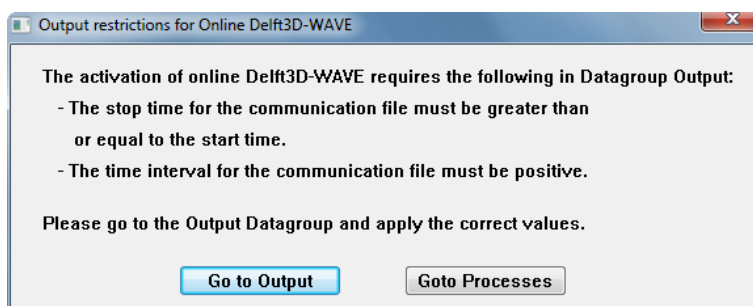 Output restrictions for Online Delft3D-WAVE
The activation of online Delft3D-WAVE requires the following in Datagroup Output:
- The stop time for the communication file must be greater than
or equal to the start time.
- The time interval for the communication file must be positive.
Please go to the Output Datagroup and apply the correct values.
Go to Output
Goto Processes